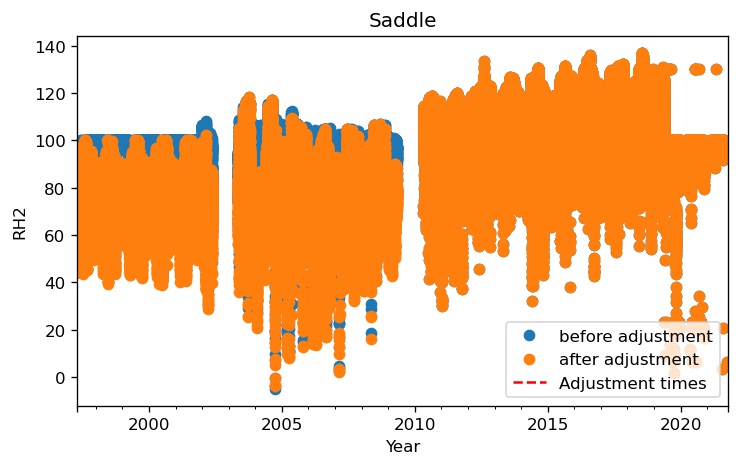 Saddle
RH2
140
120
100
80
60
40
20
0
before adjustment
after adjustment
Adjustment times
2000
2005
2010
2015
2020
Year